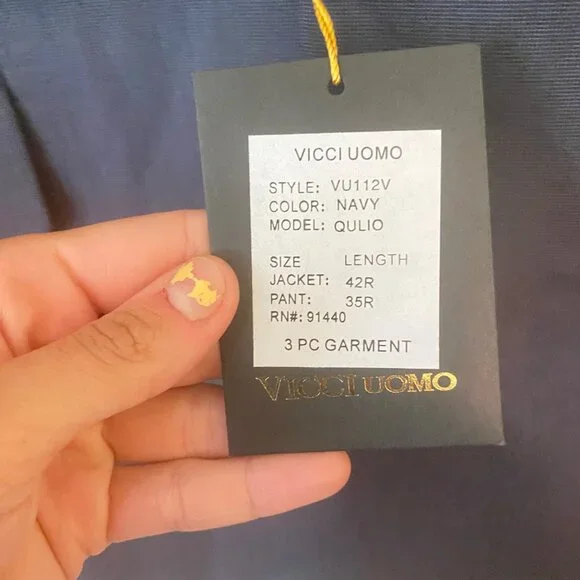 VICCI UOMO
STYLE: VU112V
COLOR: NAVY
MODEL: QULIO
SIZE LENGTH
JACKET: 42R
PANT: 35R
RN#: 91440
3 PC GARMENT
VICCI UOMO